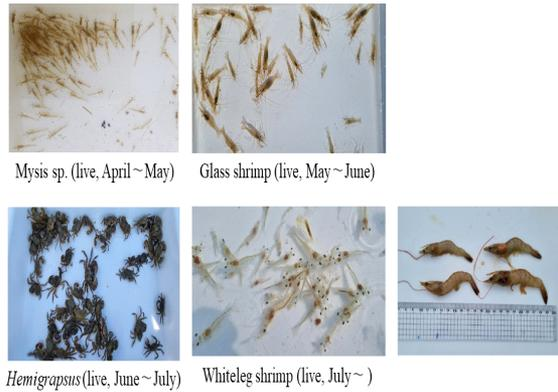 Mysis sp. (live, April~May)
Glass shrimp (live, May~June)
Hemigrapsus (live, June~July)
Whiteleg shrimp (live, July~ )